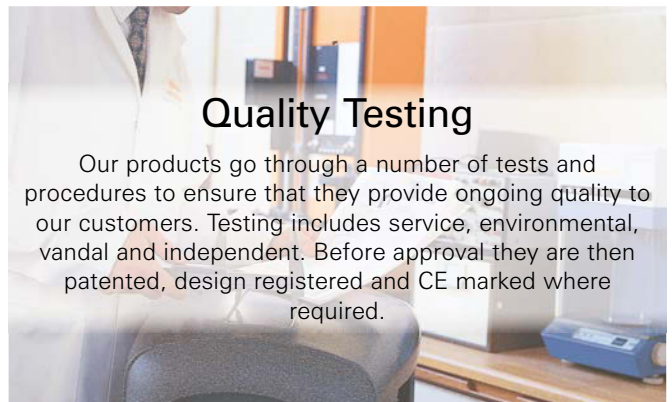 Quality Testing
Our products go through a number of tests and
procedures to ensure that they provide ongoing quality to
our customers. Testing includes service, environmental,
vandal and independent. Before approval they are then
patented, design registered and CE marked where
required.